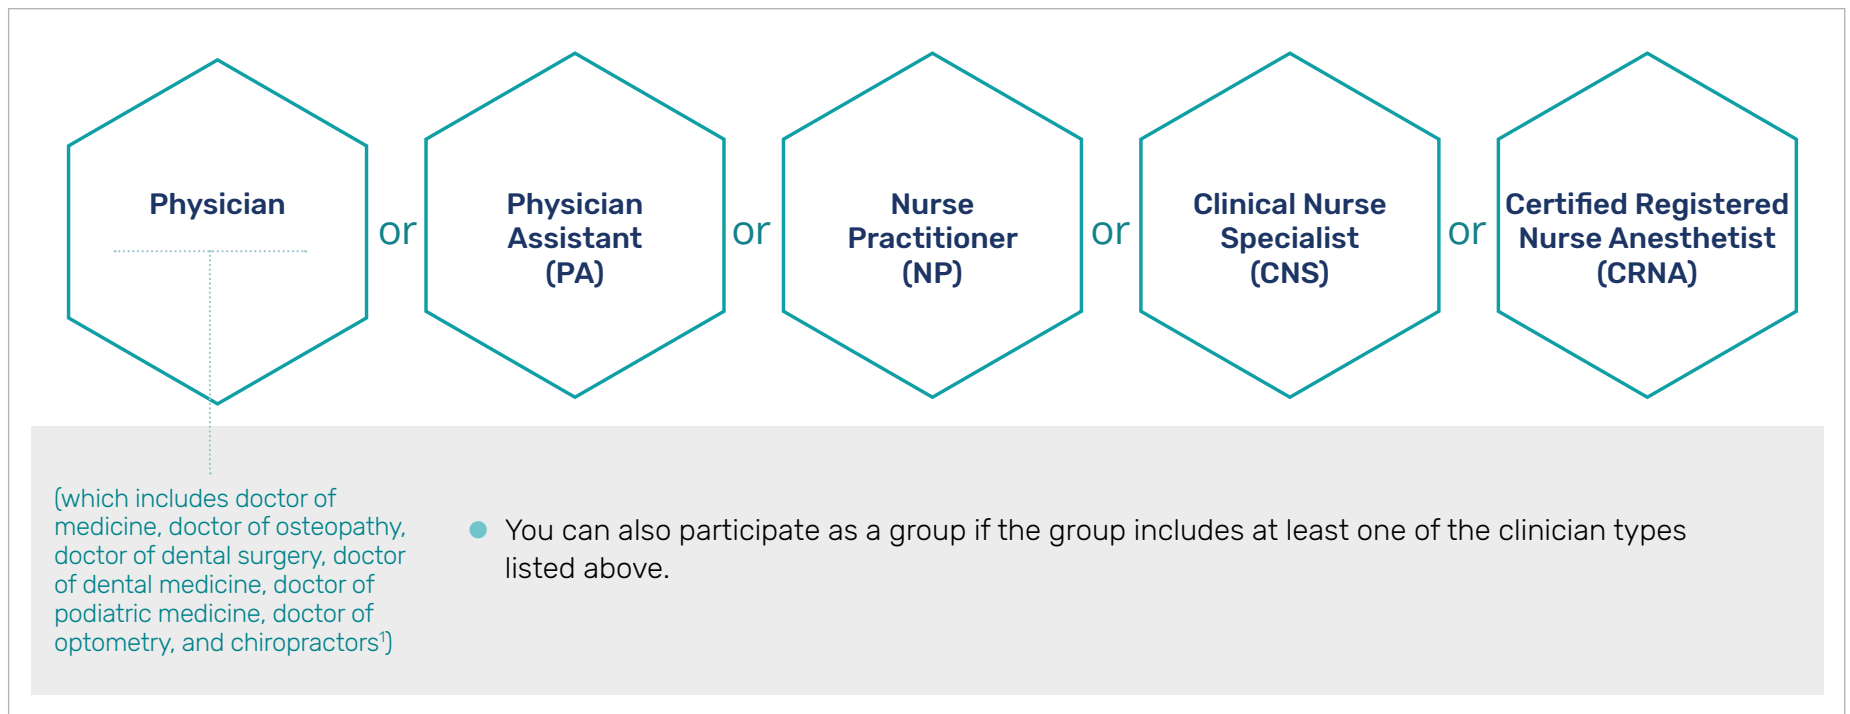 Physician
or
Physician
Assistant
(PA)
or
Nurse
Practitioner
(NP)
or
Clinical Nurse
Specialist
(CNS)
or
Certified Registered
Nurse Anesthetist
(CRNA)
(which includes doctor of
medicine, doctor of osteopathy,
doctor of dental surgery, doctor
of dental medicine, doctor of
podiatric medicine, doctor of
optometry, and chiropractors¹)
You can also participate as a group if the group includes at least one of the clinician types
listed above.